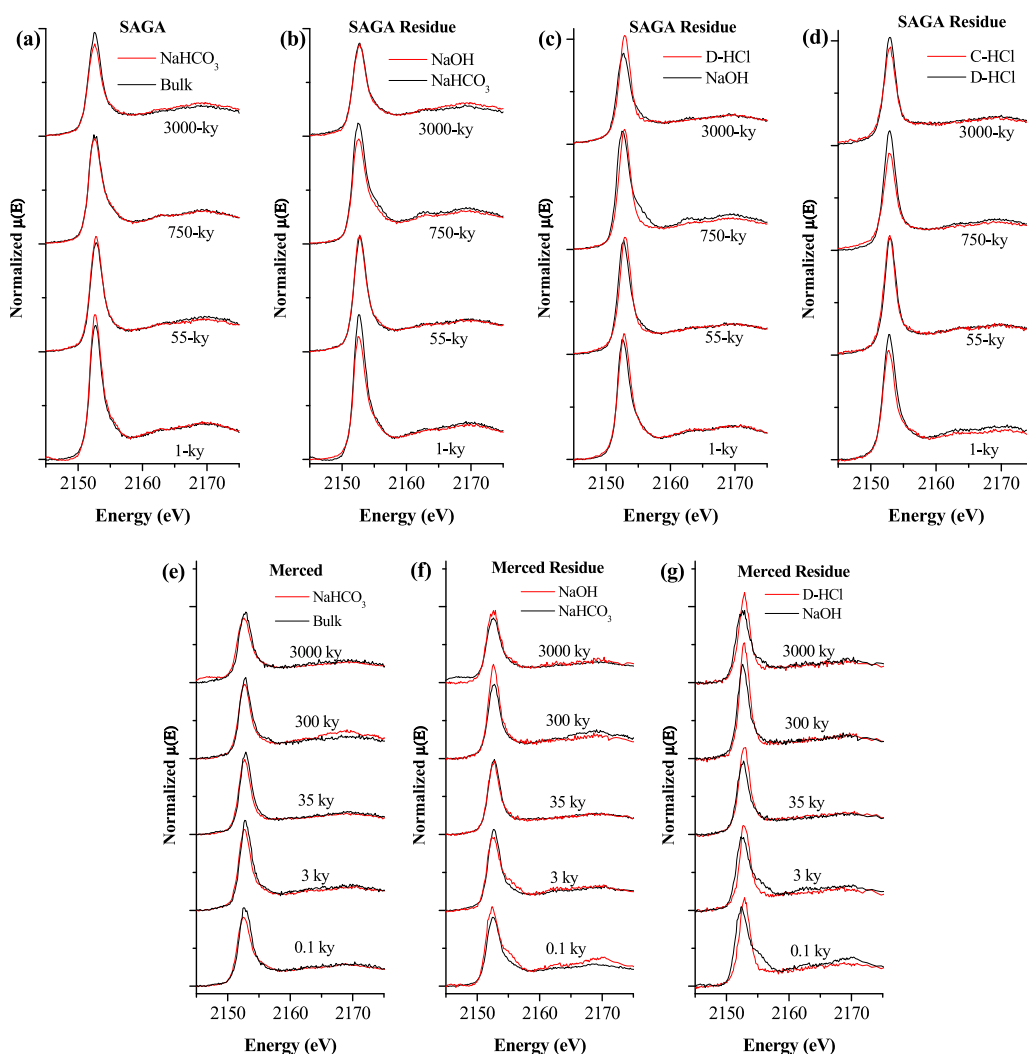 (a)
SAGA
NaHCO3
Bulk
3000-ky
750-ky
55-ky
1-ky
2150 2160 2170
Energy (eV)
Normalized μ(E)
(b)
SAGA Residue
NaOH
NaHCO3
3000-ky
750-ky
55-ky
1-ky
2150 2160 2170
Energy (eV)
Normalized μ(E)
(c)
SAGA Residue
D-HCl
NaOH
3000-ky
750-ky
55-ky
1-ky
2150 2160 2170
Energy (eV)
Normalized μ(E)
(d)
SAGA Residue
C-HCl
D-HCl
3000-ky
750-ky
55-ky
1-ky
2150 2160 2170
Energy (eV)
Normalized μ(E)
(e)
Merced
NaHCO3
Bulk
3000 ky
300 ky
35 ky
3 ky
0.1 ky
2150 2160 2170
Energy (eV)
Normalized μ(E)
(f)
Merced Residue
NaOH
NaHCO3
3000 ky
300 ky
35 ky
3 ky
0.1 ky
2150 2160 2170
Energy (eV)
Normalized μ(E)
(g)
Merced Residue
D-HCl
NaOH
3000 ky
300 ky
35 ky
3 ky
0.1 ky
2150 2160 2170
Energy (eV)
Normalized μ(E)